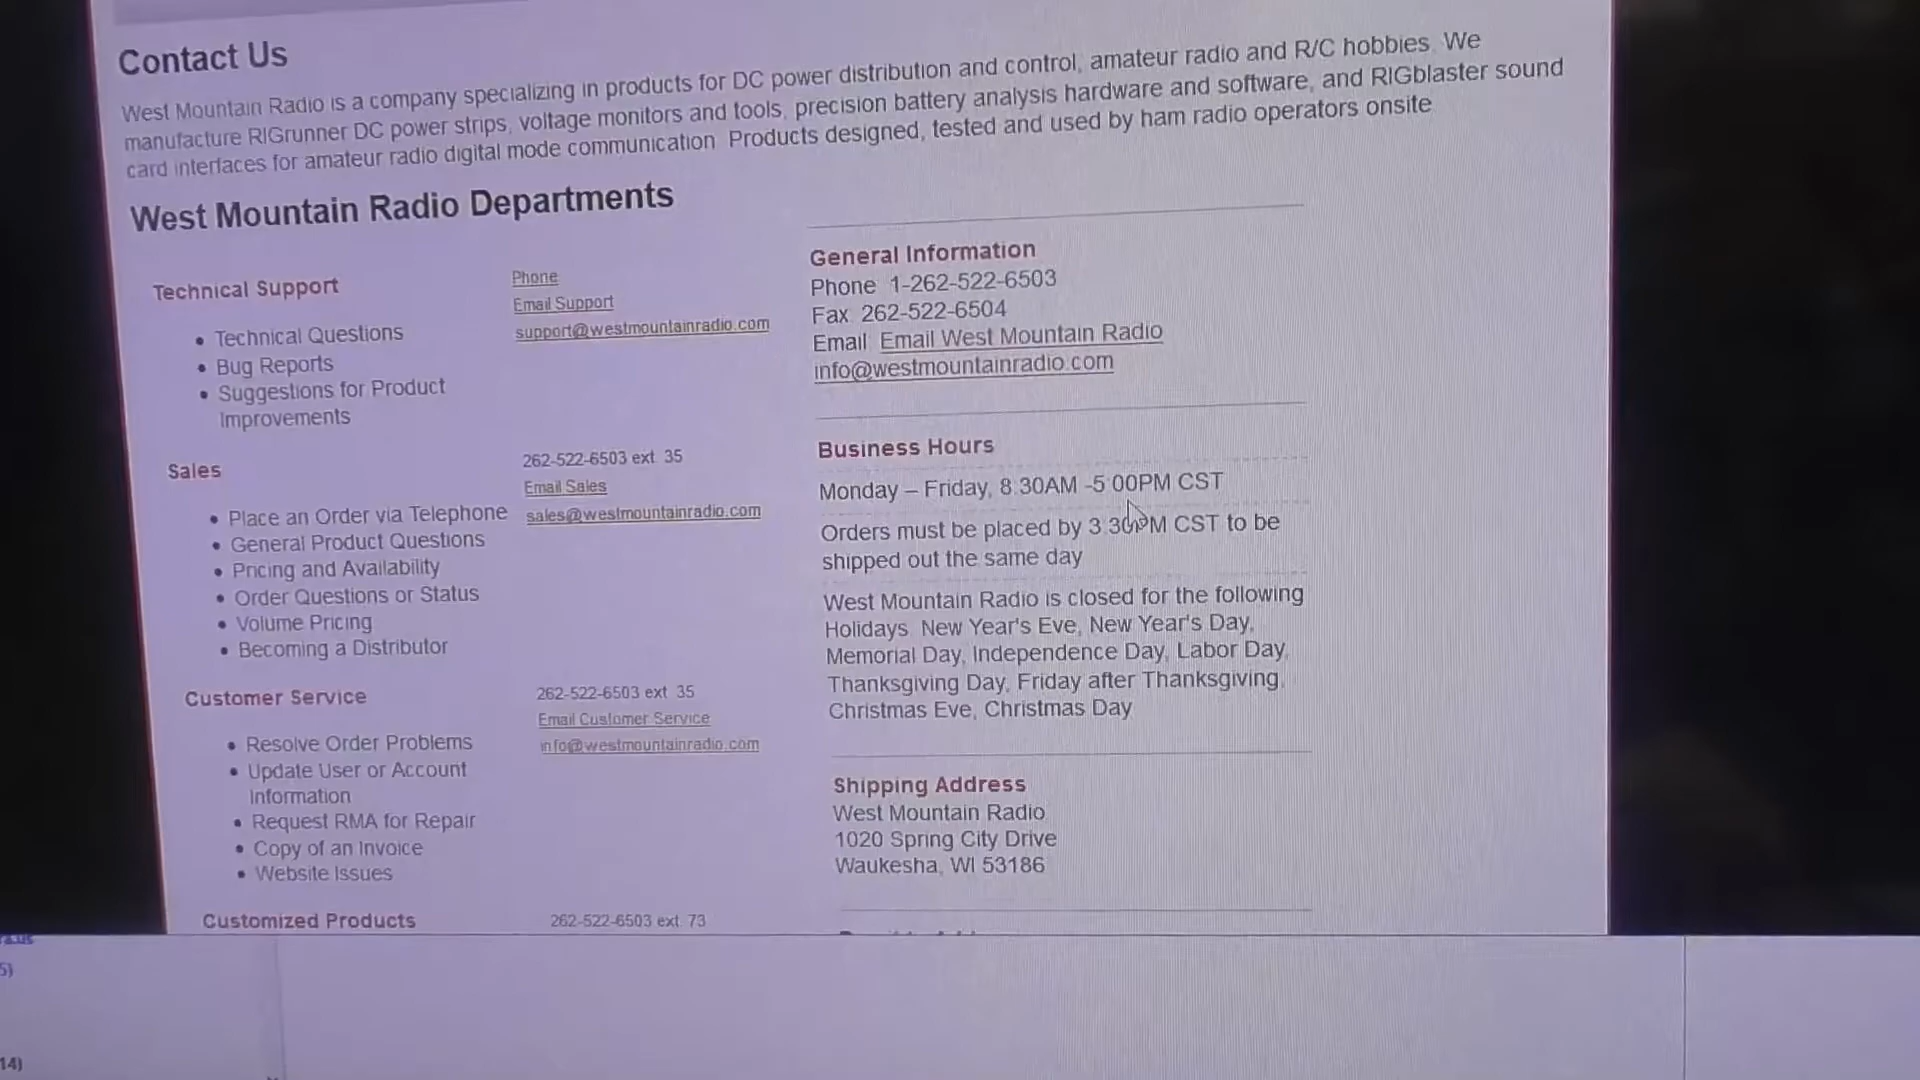 Contact Us
West Mountain Radio is a company specializing in products for DC power distribution and control, amateur radio and R/C hobbies. We
manufacture RIGrunner DC power strips, voltage monitors and tools, precision battery analysis hardware and software, and RIGblaster sound
card interfaces for amateur radio digital mode communication. Products designed, tested and used by ham radio operators onsite
West Mountain Radio Departments
Technical Support
Phone
Email Support
support@westmountainradio.com
• Technical Questions
• Bug Reports
• Suggestions for Product
Improvements
Sales
262-522-6503 ext. 35
Email Sales
sales@westmountainradio.com
• Place an Order via Telephone
• General Product Questions
• Pricing and Availability
• Order Questions or Status
• Volume Pricing
• Becoming a Distributor
Customer Service
262-522-6503 ext. 35
Email Customer Service
info@westmountainradio.com
• Resolve Order Problems
• Update User or Account
Information
• Request RMA for Repair
• Copy of an Invoice
• Website Issues
Customized Products
262-522-6503 ext. 73
General Information
Phone 1-262-522-6503
Fax 262-522-6504
Email Email West Mountain Radio
info@westmountainradio.com
Business Hours
Monday – Friday, 8:30AM -5:00PM CST
Orders must be placed by 3:30PM CST to be
shipped out the same day
West Mountain Radio is closed for the following
Holidays New Year's Eve, New Year's Day,
Memorial Day, Independence Day, Labor Day,
Thanksgiving Day, Friday after Thanksgiving,
Christmas Eve, Christmas Day
Shipping Address
West Mountain Radio
1020 Spring City Drive
Waukesha, WI 53186
5)
14)